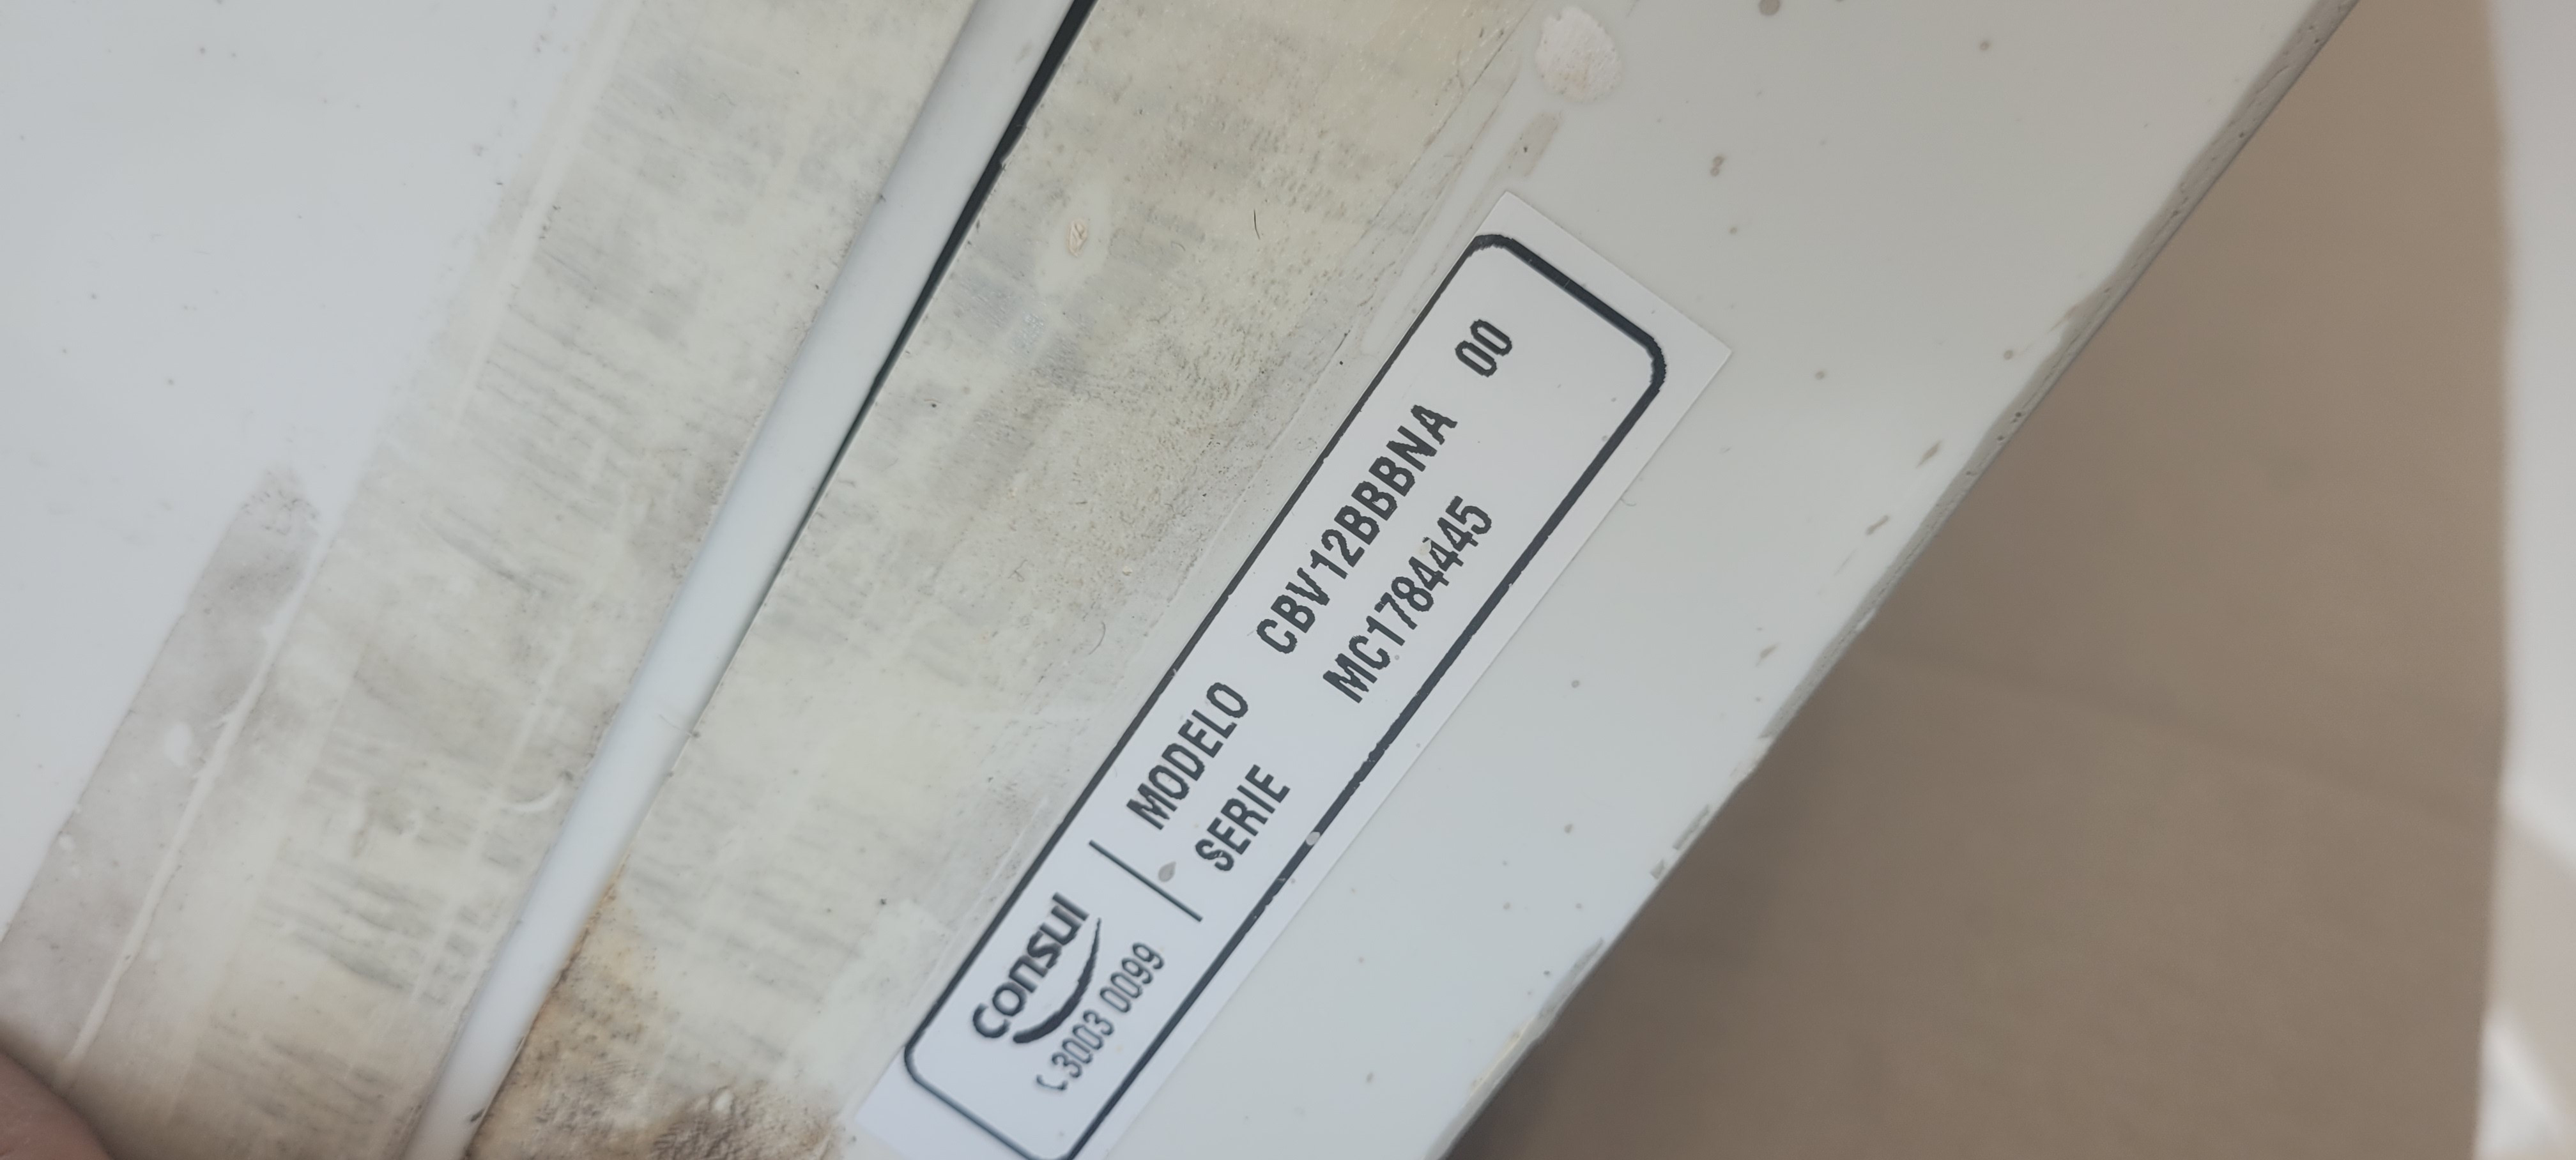 Consul
3003 0099
MODELO CBV12BBBNA 00
SERIE MC1784445